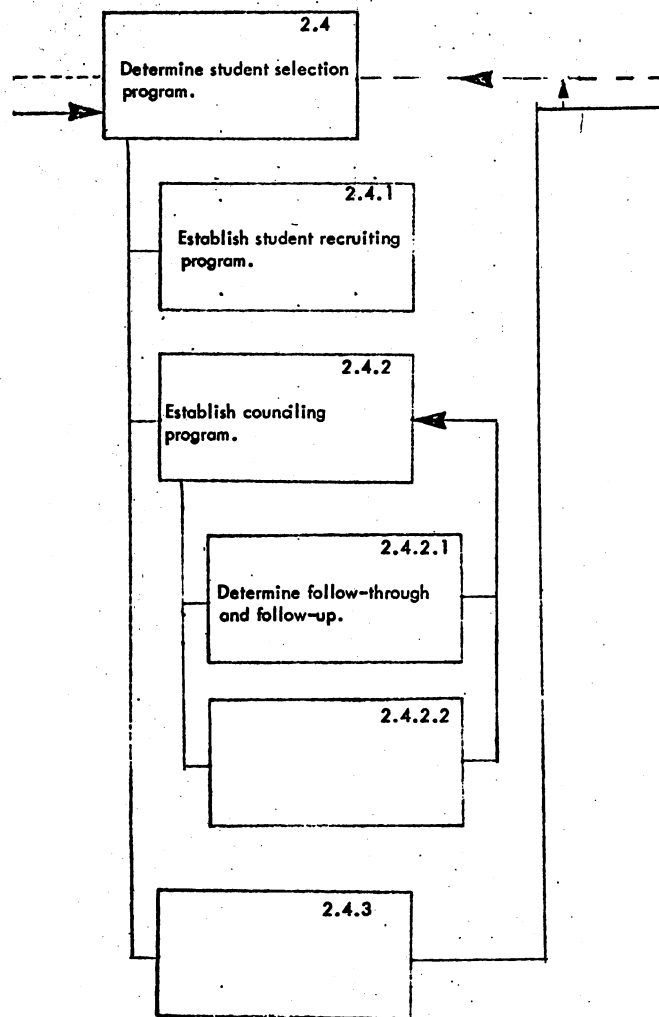 2.4
Determine student selection
program.
2.4.1
Establish student recruiting
program.
2.4.2
Establish counciling
program.
2.4.2.1
Determine follow-through
and follow-up.
2.4.2.2
2.4.3